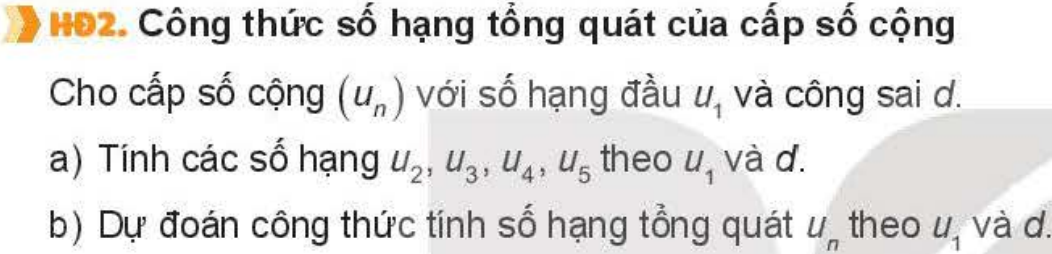 HĐ2. Công thức số hạng tổng quát của cấp số cộng
Cho cấp số cộng (uₙ) với số hạng đầu u₁ và công sai d.
a) Tính các số hạng u₂, u₃, u₄, u₅ theo u₁ và d.
b) Dự đoán công thức tính số hạng tổng quát uₙ theo u₁ và d.